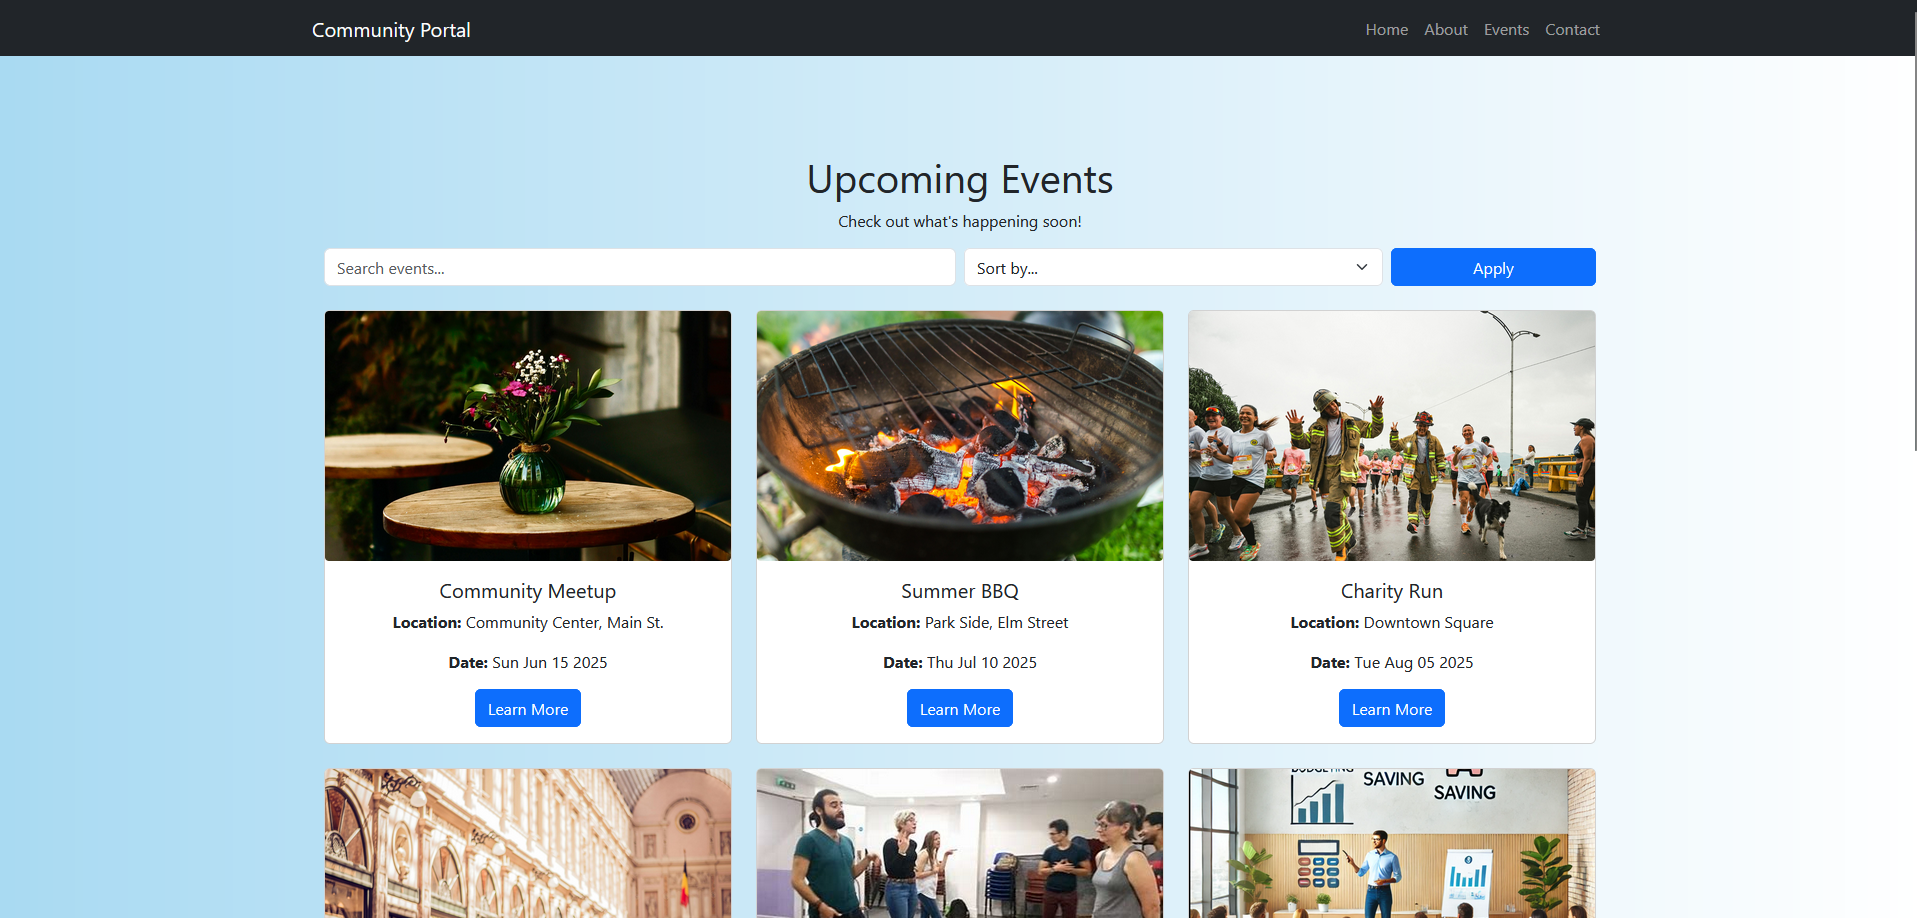 Community Portal
Home About Events Contact
Upcoming Events
Check out what's happening soon!
Search events...
Sort by...
Apply
Community Meetup
Location: Community Center, Main St.
Date: Sun Jun 15 2025
Learn More
Summer BBQ
Location: Park Side, Elm Street
Date: Thu Jul 10 2025
Learn More
Charity Run
Location: Downtown Square
Date: Tue Aug 05 2025
Learn More
BUDGETING
SAVING
SAVING